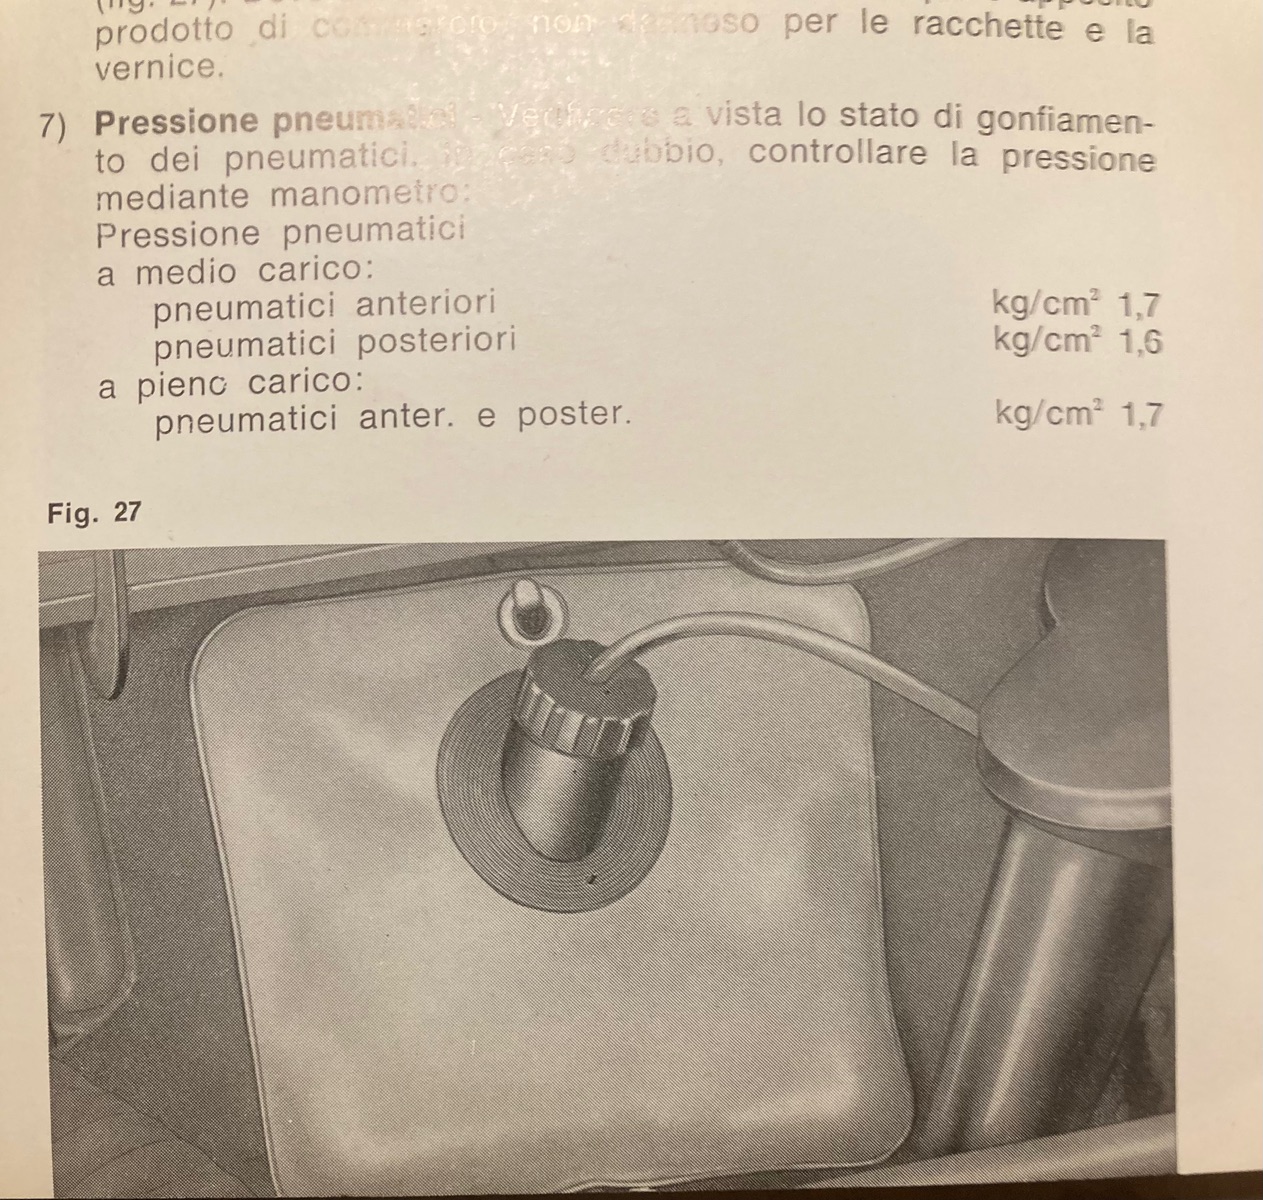 prodotto di commercio non dannoso per le racchette e la
vernice.
7) Pressione pneumatici - Verificare a vista lo stato di gonfiamen-
to dei pneumatici. In caso dubbio, controllare la pressione
mediante manometro:
Pressione pneumatici
a medio carico:
pneumatici anteriori kg/cm² 1,7
pneumatici posteriori kg/cm² 1,6
a pieno carico:
pneumatici anter. e poster. kg/cm² 1,7
Fig. 27